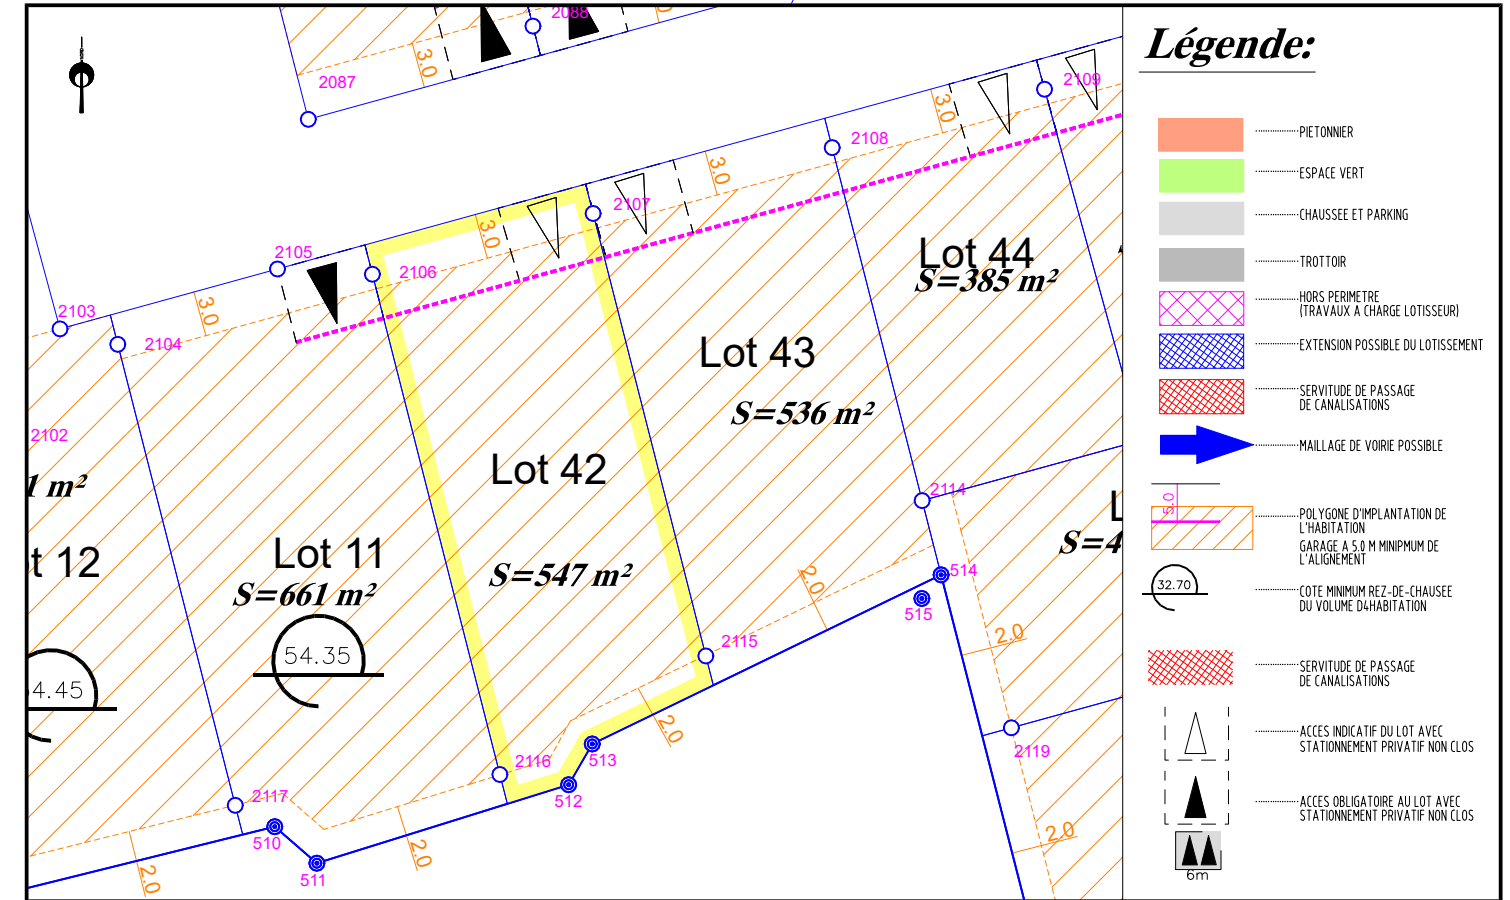 2088
3.0
2087
3.0
2109
3.0
2108
3.0
2107
3.0
2105
2106
3.0
2103
2104
Lot 44
S=385 m²
Lot 43
S=536 m²
2102
1 m²
Lot 42
S=547 m²
2114
L
S=4
t 12
Lot 11
S=661 m²
54.35
4.45
2.0
514
515
2.0
2115
2.0
2116
513
512
2119
2117
510
511
2.0
2.0
2.0
Légende:
PIETONNIER
ESPACE VERT
CHAUSSEE ET PARKING
TROTTOIR
HORS PERIMETRE
(TRAVAUX A CHARGE LOTISSEUR)
EXTENSION POSSIBLE DU LOTISSEMENT
SERVITUDE DE PASSAGE
DE CANALISATIONS
MAILLAGE DE VOIRIE POSSIBLE
5.0
POLYGONE D'IMPLANTATION DE
L'HABITATION
GARAGE A 5.0 M MINIPMUM DE
L'ALIGNEMENT
32.70
COTE MINIMUM REZ-DE-CHAUSEE
DU VOLUME D4HABITATION
SERVITUDE DE PASSAGE
DE CANALISATIONS
ACCES INDICATIF DU LOT AVEC
STATIONNEMENT PRIVATIF NON CLOS
ACCES OBLIGATOIRE AU LOT AVEC
STATIONNEMENT PRIVATIF NON CLOS
6m